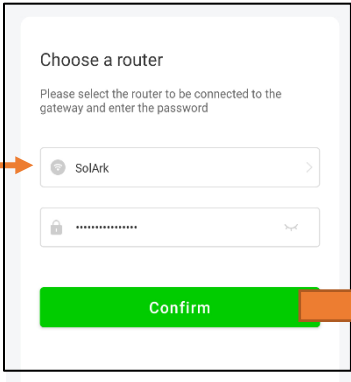 Choose a router
Please select the router to be connected to the
gateway and enter the password
SolArk
••••••••••••••••
Confirm